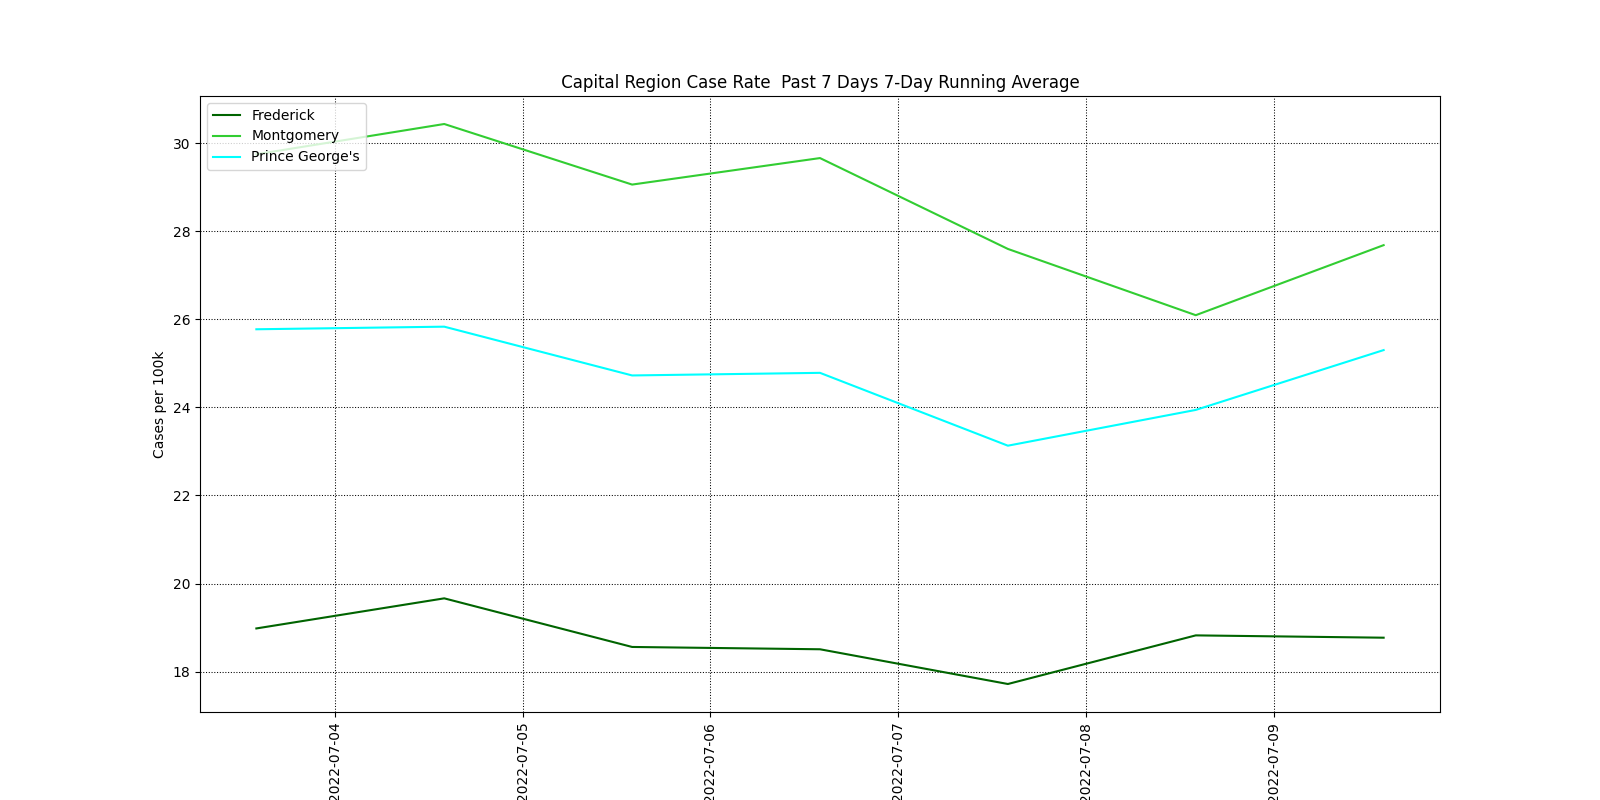 Capital Region Case Rate  Past 7 Days 7-Day Running Average
Frederick
Montgomery
Prince George's
30
28
26
24
22
20
18
Cases per 100k
2022-07-04
2022-07-05
2022-07-06
2022-07-07
2022-07-08
2022-07-09